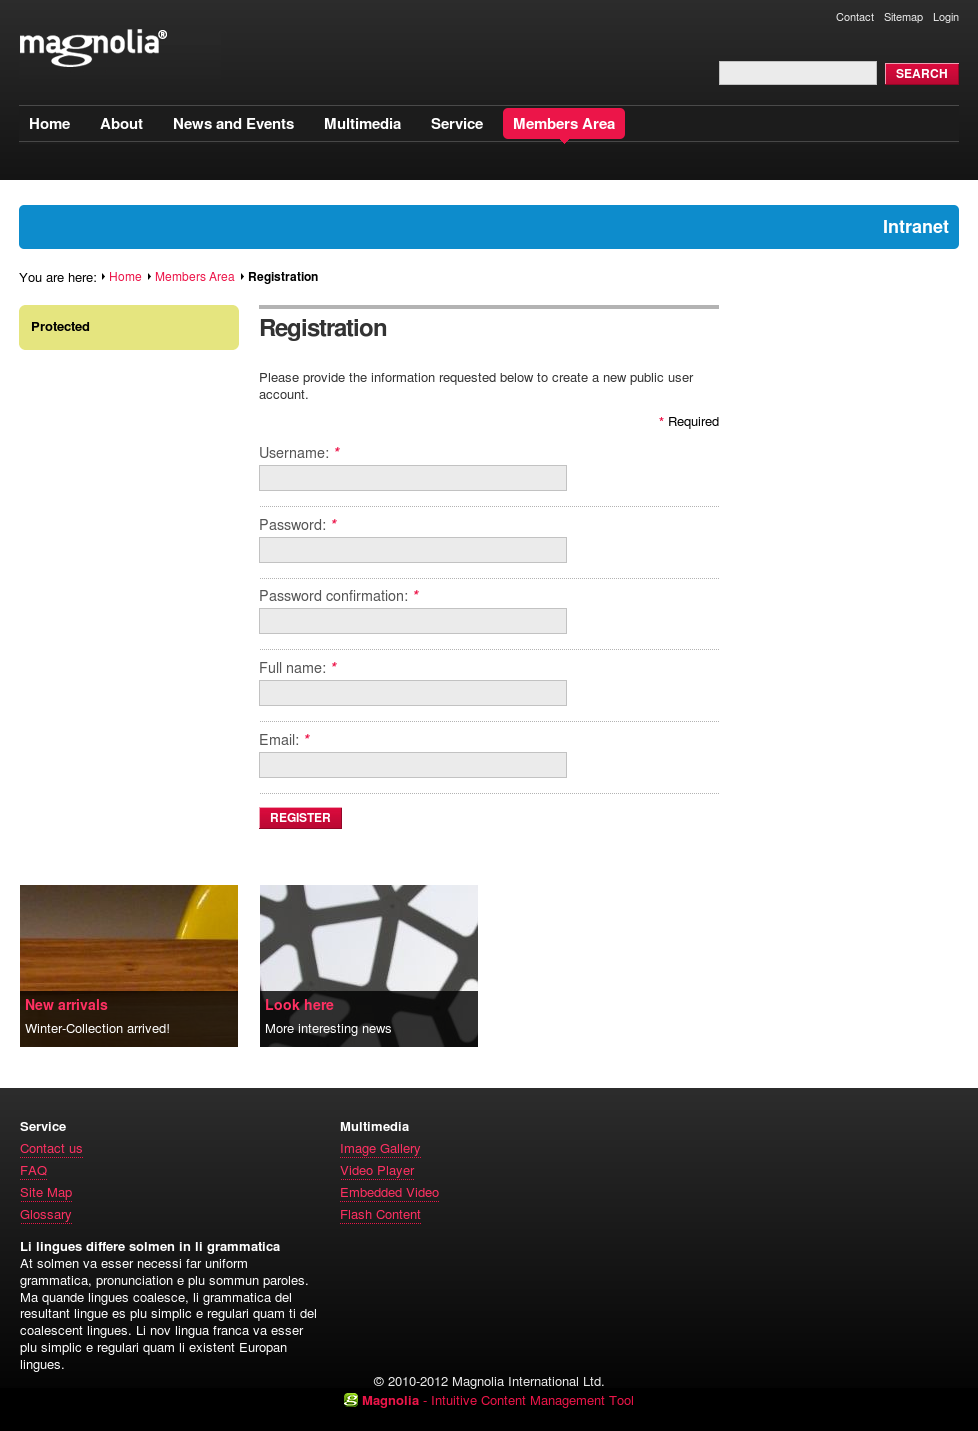 Contact Sitemap Login
magnolia®
SEARCH
Home About News and Events Multimedia Service Members Area
Intranet
You are here: Home Members Area Registration
Protected
Registration
Please provide the information requested below to create a new public user
account.
* Required
Username: *
Password: *
Password confirmation: *
Full name: *
Email: *
REGISTER
New arrivals
Winter-Collection arrived!
Look here
More interesting news
Service
Contact us
FAQ
Site Map
Glossary
Multimedia
Image Gallery
Video Player
Embedded Video
Flash Content
Li lingues differe solmen in li grammatica
At solmen va esser necessi far uniform
grammatica, pronunciation e plu sommun paroles.
Ma quande lingues coalesce, li grammatica del
resultant lingue es plu simplic e regulari quam ti del
coalescent lingues. Li nov lingua franca va esser
plu simplic e regulari quam li existent Europan
lingues.
© 2010-2012 Magnolia International Ltd.
Magnolia - Intuitive Content Management Tool